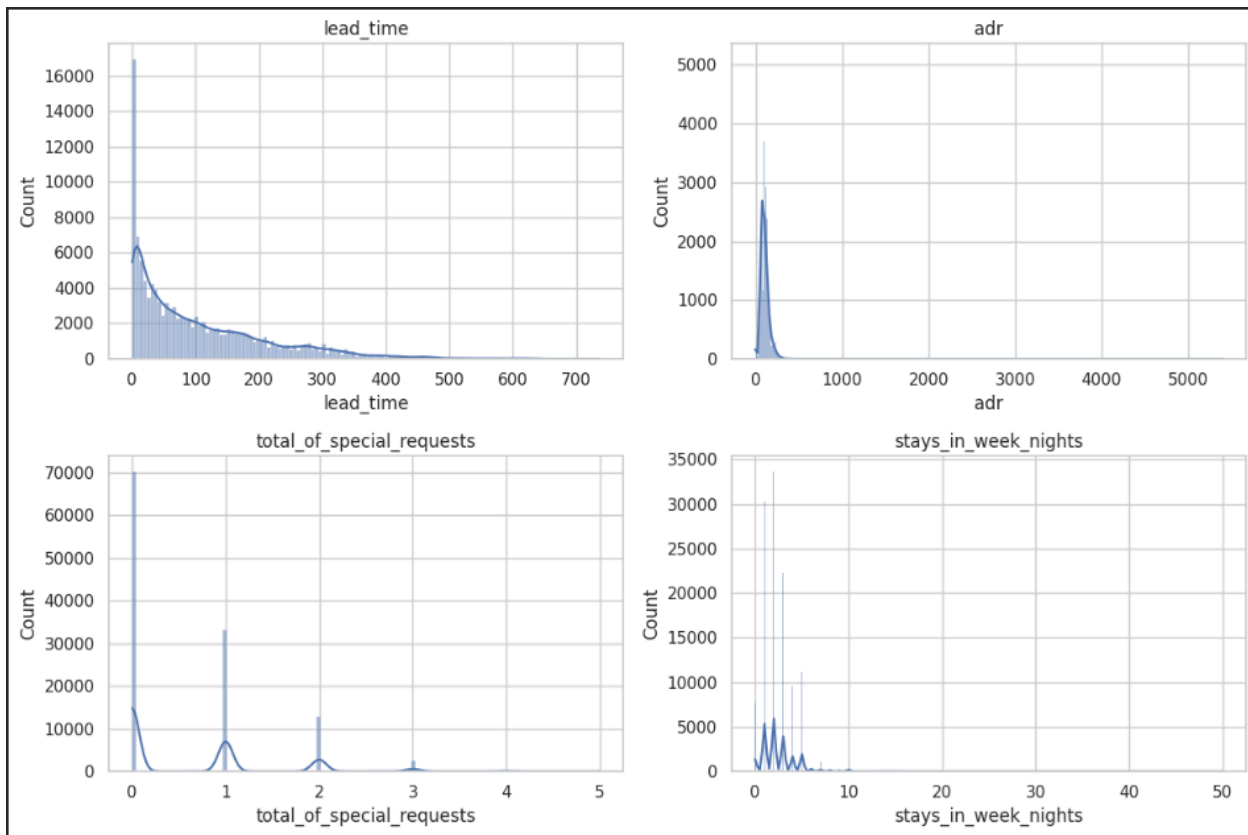 lead_time
16000
14000
12000
10000
8000
6000
4000
2000
0
Count
0 100 200 300 400 500 600 700
lead_time
adr
5000
4000
3000
2000
1000
0
Count
0 1000 2000 3000 4000 5000
adr
total_of_special_requests
70000
60000
50000
40000
30000
20000
10000
0
Count
0 1 2 3 4 5
total_of_special_requests
stays_in_week_nights
35000
30000
25000
20000
15000
10000
5000
0
Count
0 10 20 30 40 50
stays_in_week_nights